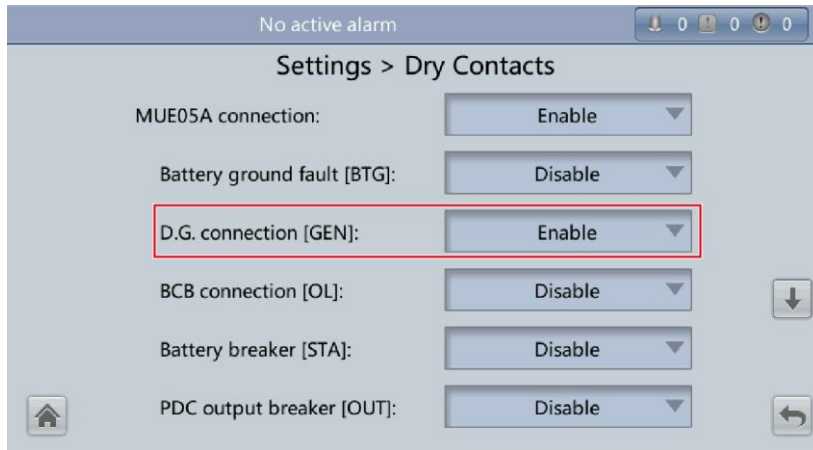 No active alarm 0 0 0
Settings > Dry Contacts
MUE05A connection: Enable
Battery ground fault [BTG]: Disable
D.G. connection [GEN]: Enable
BCB connection [OL]: Disable
Battery breaker [STA]: Disable
PDC output breaker [OUT]: Disable